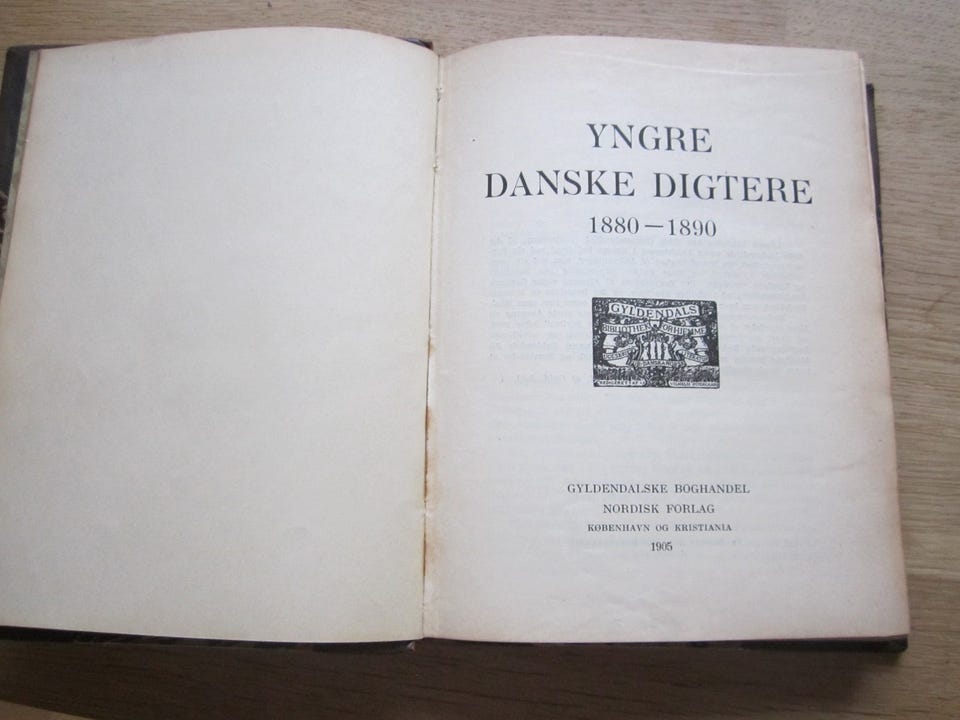 YNGRE
DANSKE DIGTERE
1880—1890
GYLDENDALS
BIBLIOTHEK FOR HJEMME
GYLDENDALSKE BOGHANDEL
NORDISK FORLAG
KØBENHAVN OG KRISTIANIA
1905